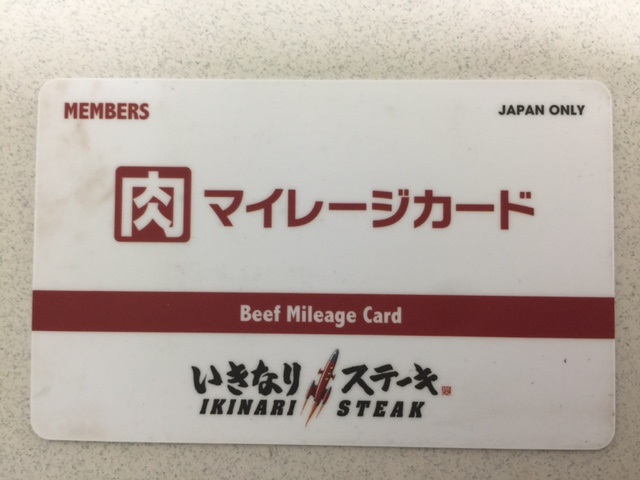 MEMBERS
JAPAN ONLY
肉 マイレージカード
Beef Mileage Card
いきなりステーキ
IKINARI STEAK